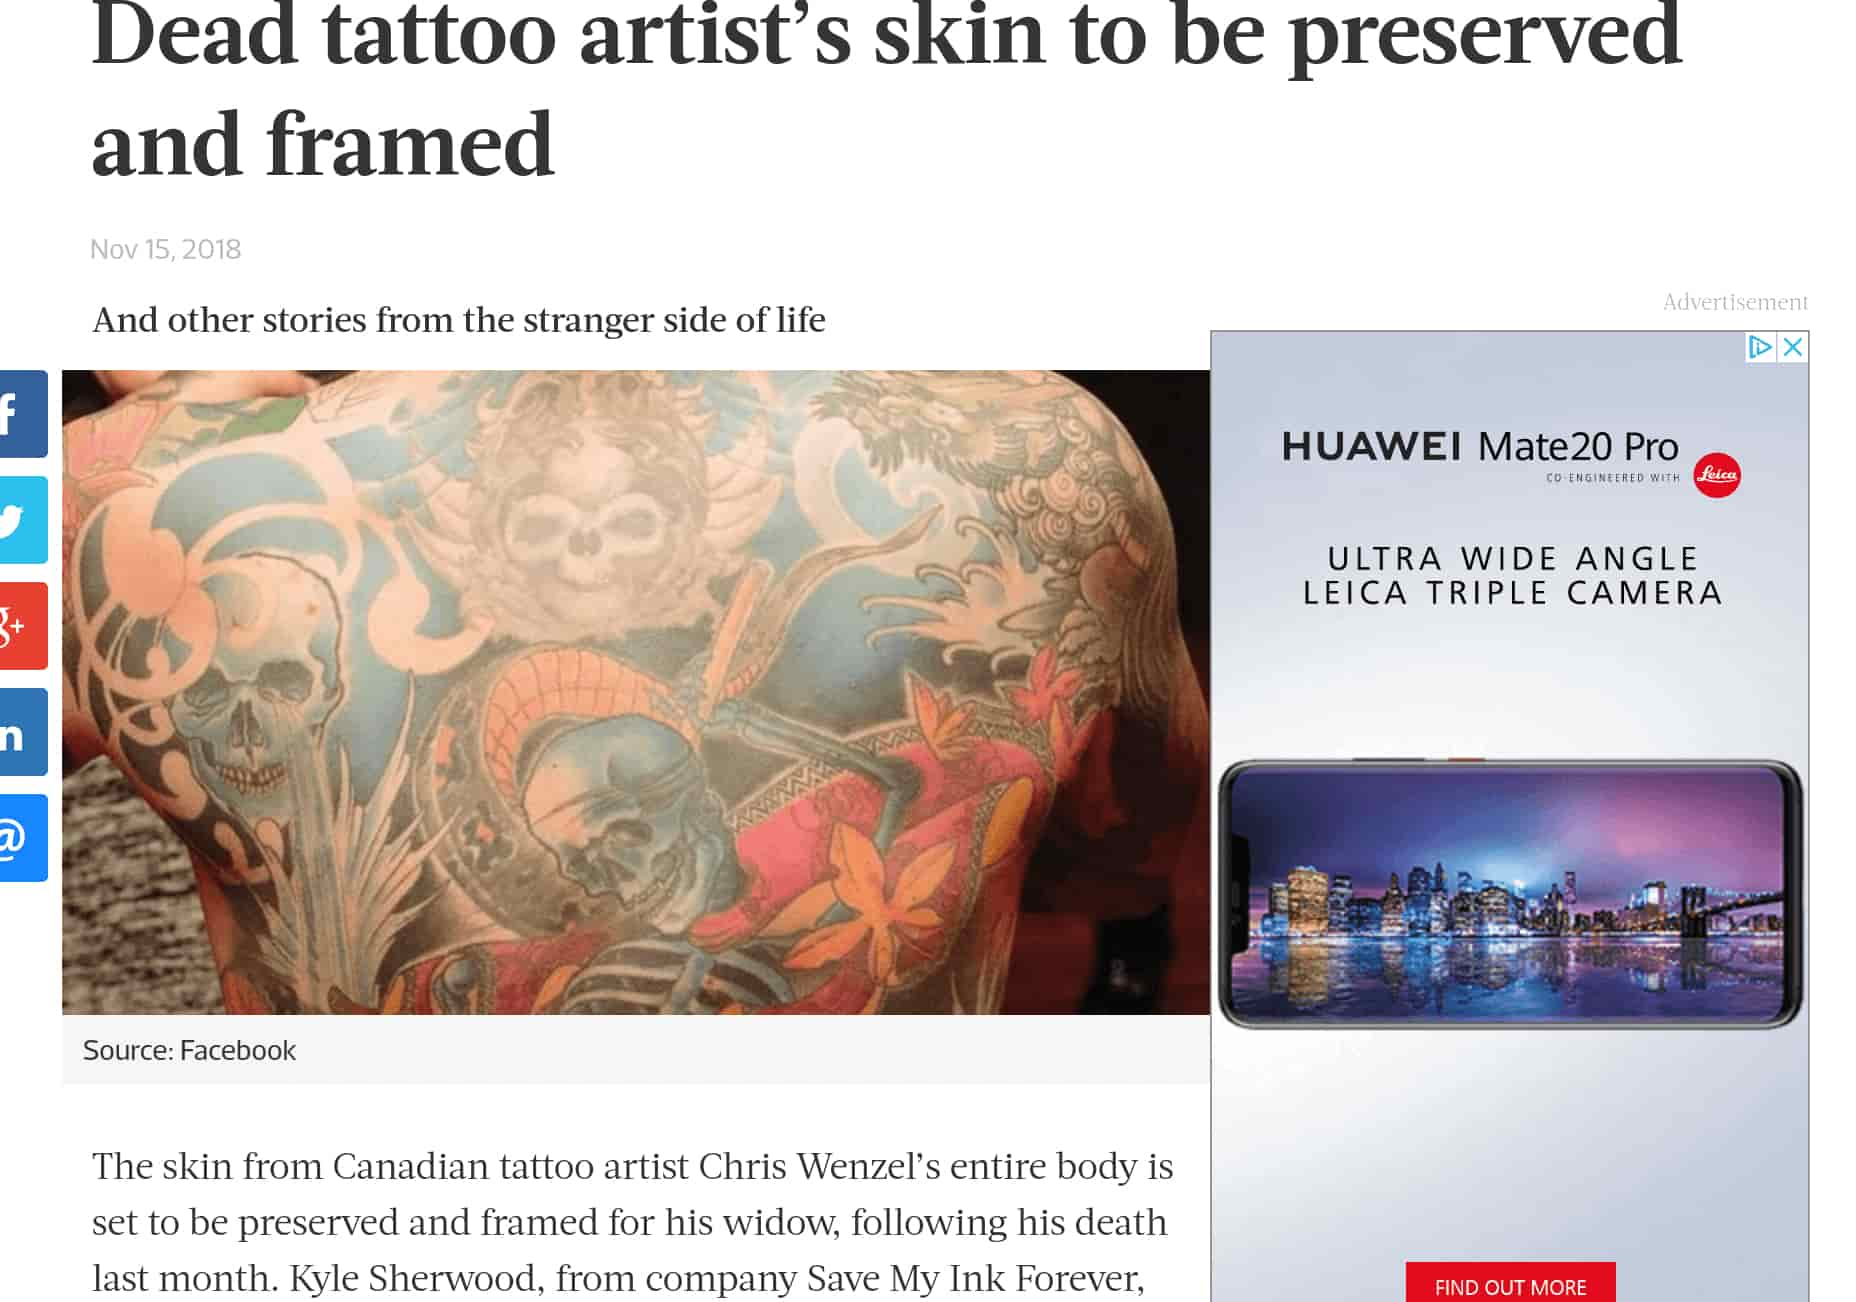 Dead tattoo artist’s skin to be preserved
and framed
Nov 15, 2018
And other stories from the stranger side of life
Advertisement
f
g+
n
@
HUAWEI Mate20 Pro
CO-ENGINEERED WITH
Leica
ULTRA WIDE ANGLE
LEICA TRIPLE CAMERA
Source: Facebook
The skin from Canadian tattoo artist Chris Wenzel’s entire body is
set to be preserved and framed for his widow, following his death
last month. Kyle Sherwood, from company Save My Ink Forever,
FIND OUT MORE